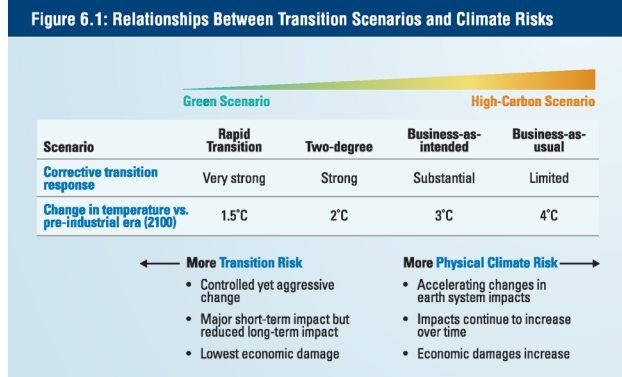 Figure 6.1: Relationships Between Transition Scenarios and Climate Risks
Green Scenario
High-Carbon Scenario
Scenario
Rapid
Transition
Two-degree
Business-as-
intended
Business-as-
usual
Corrective transition
response
Very strong
Strong
Substantial
Limited
Change in temperature vs.
pre-industrial era (2100)
1.5˚C
2˚C
3˚C
4˚C
More Transition Risk
• Controlled yet aggressive
change
• Major short-term impact but
reduced long-term impact
• Lowest economic damage
More Physical Climate Risk
• Accelerating changes in
earth system impacts
• Impacts continue to increase
over time
• Economic damages increase